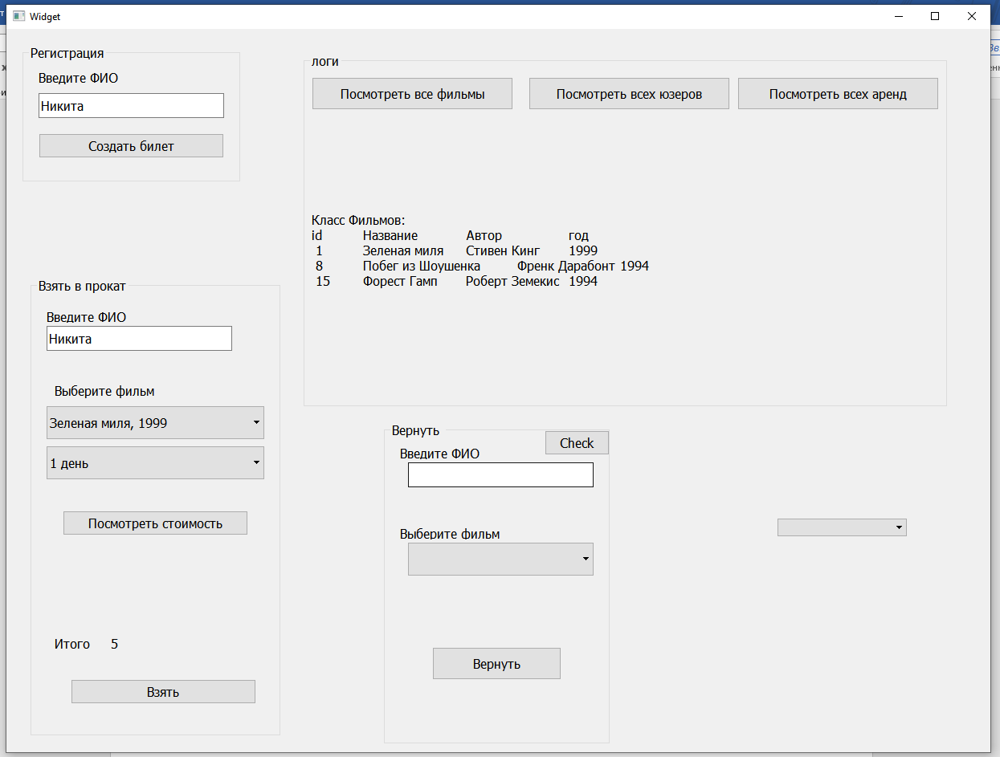 Widget
Регистрация
Введите ФИО
Никита
Создать билет
логи
Посмотреть все фильмы Посмотреть всех юзеров Посмотреть всех аренд
Класс Фильмов:
id Название Автор год
1 Зеленая миля Стивен Кинг 1999
8 Побег из Шоушенка Френк Дарабонт 1994
15 Форест Гамп Роберт Земекис 1994
Взять в прокат
Введите ФИО
Никита
Выберите фильм
Зеленая миля, 1999
1 день
Посмотреть стоимость
Итого 5
Взять
Вернуть
Check
Введите ФИО
Выберите фильм
Вернуть